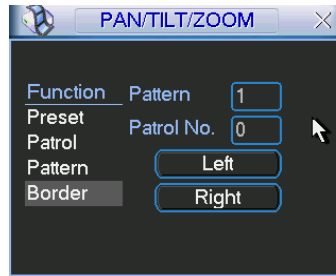 PAN/TILT/ZOOM
Function
Preset
Patrol
Pattern
Border
Pattern 1
Patrol No. 0
Left
Right